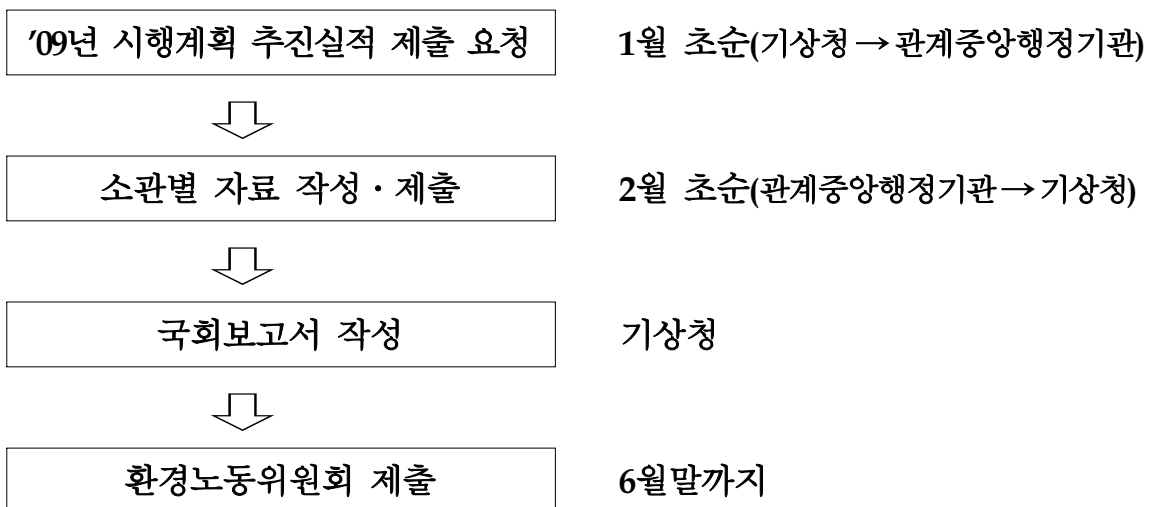 '09년 시행계획 추진실적 제출 요청 1월 초순(기상청→관계중앙행정기관)
소관별 자료 작성·제출 2월 초순(관계중앙행정기관→기상청)
국회보고서 작성 기상청
환경노동위원회 제출 6월말까지